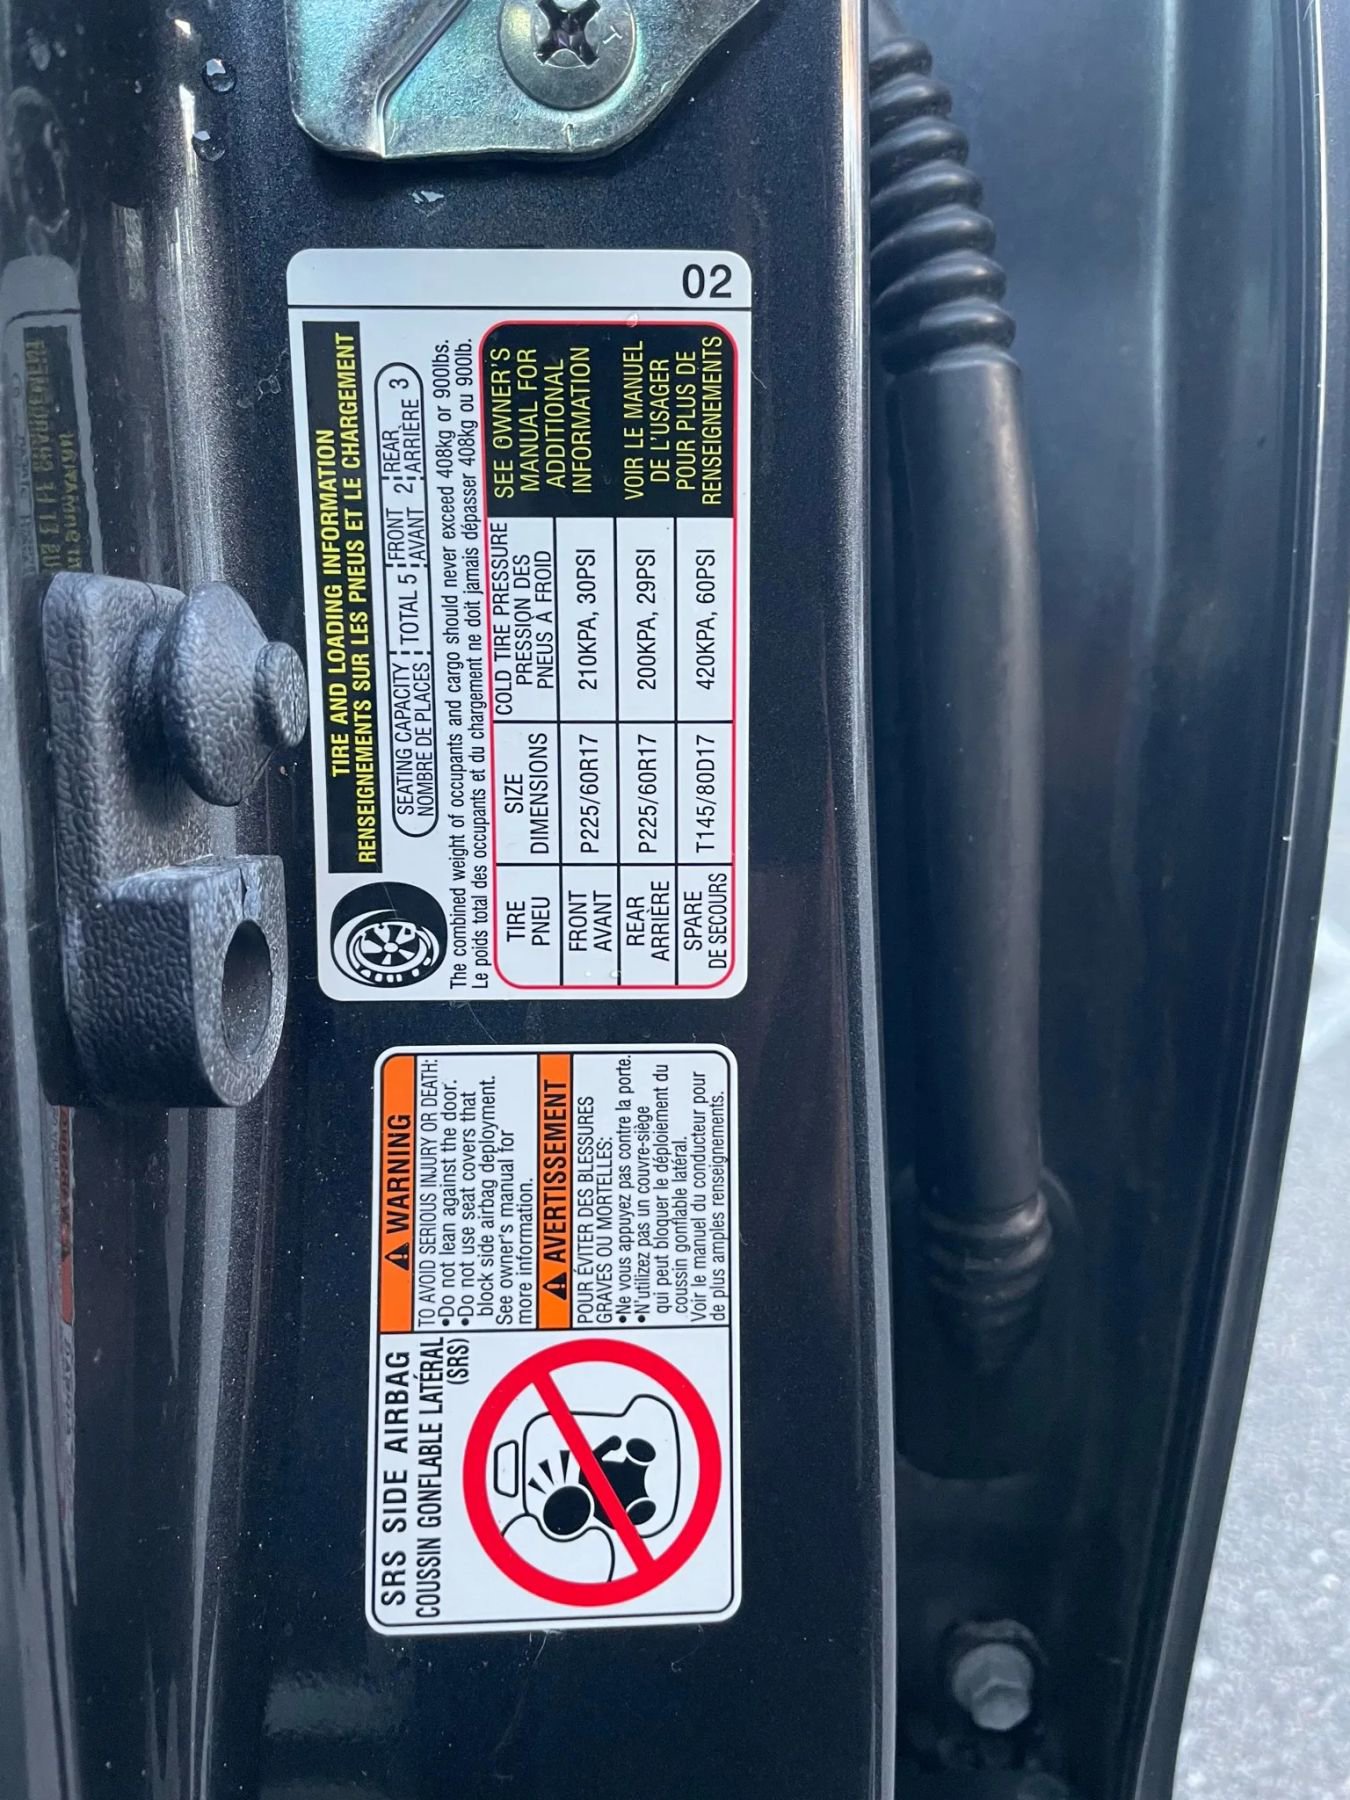 02
TIRE AND LOADING INFORMATION
RENSEIGNEMENTS SUR LES PNEUS ET LE CHARGEMENT
SEATING CAPACITY TOTAL 5 FRONT 2 REAR 3
NOMBRE DE PLACES AVANT ARRIÈRE
The combined weight of occupants and cargo should never exceed 408kg or 900lbs.
Le poids total des occupants et du chargement ne doit jamais dépasser 408kg ou 900lb.
TIRE SIZE COLD TIRE PRESSURE
PNEU DIMENSIONS PRESSION DES
PNEUS À FROID
FRONT P225/60R17 210KPA, 30PSI
AVANT
REAR P225/60R17 200KPA, 29PSI
ARRIÈRE
SPARE T145/80D17 420KPA, 60PSI
DE SECOURS
SEE OWNER'S
MANUAL FOR
ADDITIONAL
INFORMATION
VOIR LE MANUEL
DE L'USAGER
POUR PLUS DE
RENSEIGNEMENTS
SRS SIDE AIRBAG
COUSSIN GONFLABLE LATÉRAL
(SRS)
WARNING
TO AVOID SERIOUS INJURY OR DEATH:
•Do not lean against the door.
•Do not use seat covers that
block side airbag deployment.
See owner's manual for
more information.
AVERTISSEMENT
POUR ÉVITER DES BLESSURES
GRAVES OU MORTELLES:
•Ne vous appuyez pas contre la porte.
•N'utilizez pas un couvre-siège
qui peut bloquer le déploiement du
coussin gonflable latéral.
Voir le manuel du conducteur pour
de plus amples renseignements.